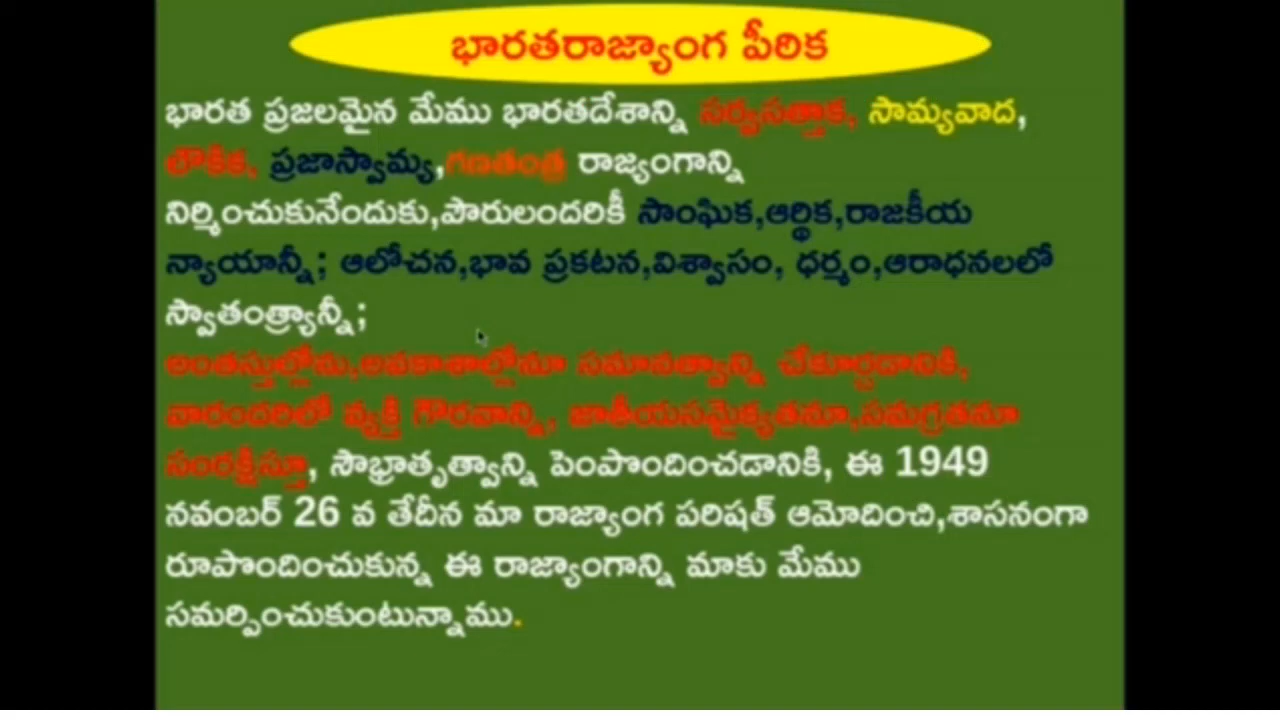 భారతరాజ్యాంగ పీఠిక
భారత ప్రజలమైన మేము భారతదేశాన్ని సర్వసత్తాక, సామ్యవాద,
లౌకిక, ప్రజాస్వామ్య,గణతంత్ర రాజ్యంగాన్ని
నిర్మించుకునేందుకు,పౌరులందరికీ సాంఘిక,ఆర్థిక,రాజకీయ
న్యాయాన్నీ; ఆలోచన,భావ ప్రకటన,విశ్వాసం, ధర్మం,ఆరాధనలలో
స్వాతంత్ర్యాన్నీ;
అంతస్తుల్లోను,అవకాశాల్లోనూ సమానత్వాన్ని చేకూర్చడానికి,
వారందరిలో వ్యక్తి గౌరవాన్ని, జాతీయసమైక్యతనూ,సమగ్రతనూ
సంరక్షిస్తూ, సౌభ్రాతృత్వాన్ని పెంపొందించడానికి, ఈ 1949
నవంబర్ 26 వ తేదీన మా రాజ్యాంగ పరిషత్ ఆమోదించి,శాసనంగా
రూపొందించుకున్న ఈ రాజ్యాంగాన్ని మాకు మేము
సమర్పించుకుంటున్నాము.